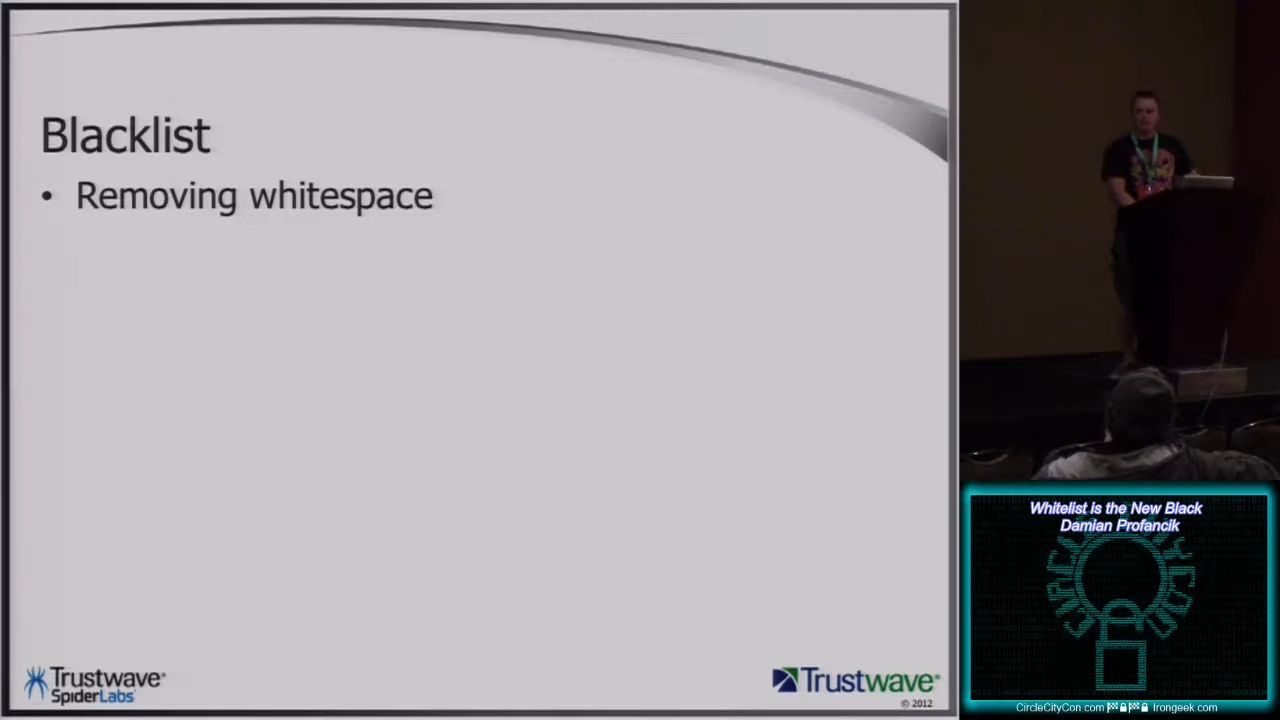 Blacklist
• Removing whitespace
Trustwave®
SpiderLabs®
Trustwave®
© 2012
Whitelist is the New Black
Damian Profancik
CircleCityCon.com Irongeek.com